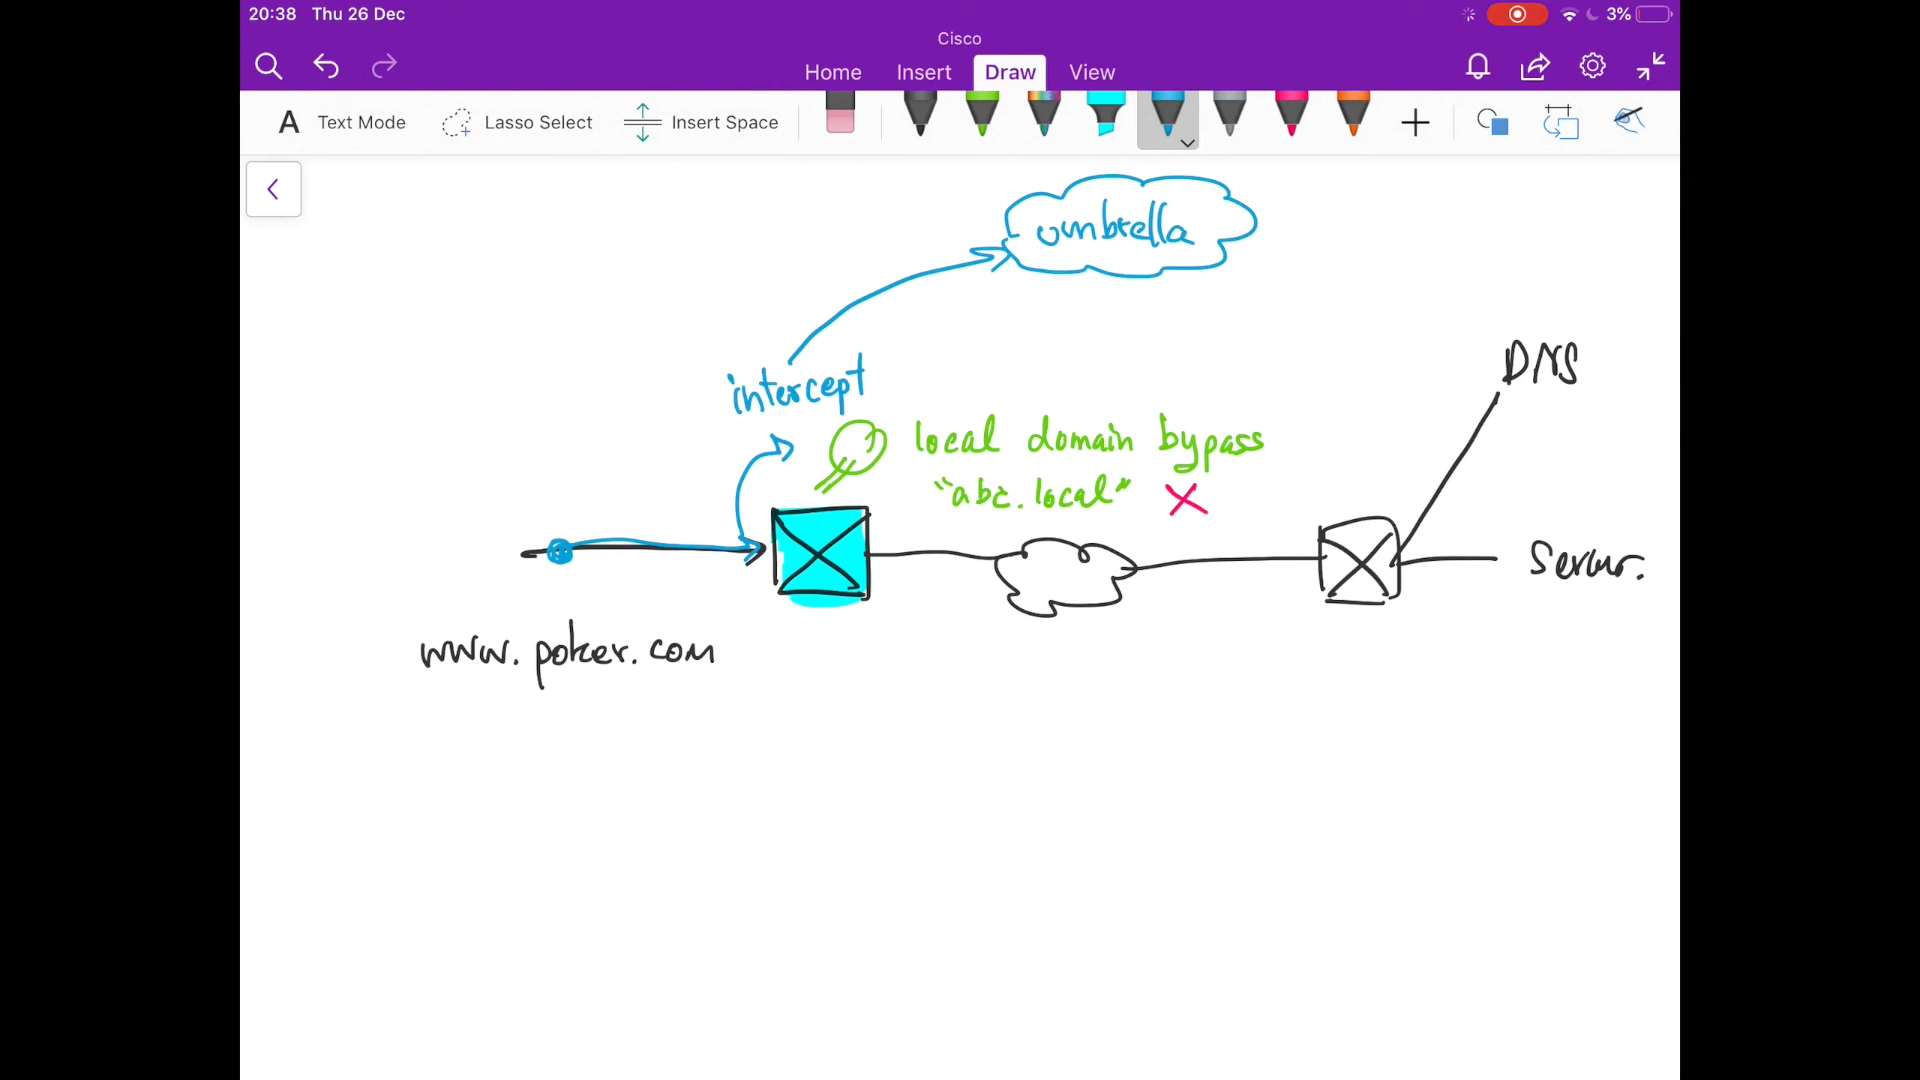 20:38 Thu 26 Dec
3%
Cisco
Home Insert Draw View
A Text Mode Lasso Select Insert Space
umbrella
DNS
intercept
local domain bypass
"abc.local" X
Server.
www.poker.com